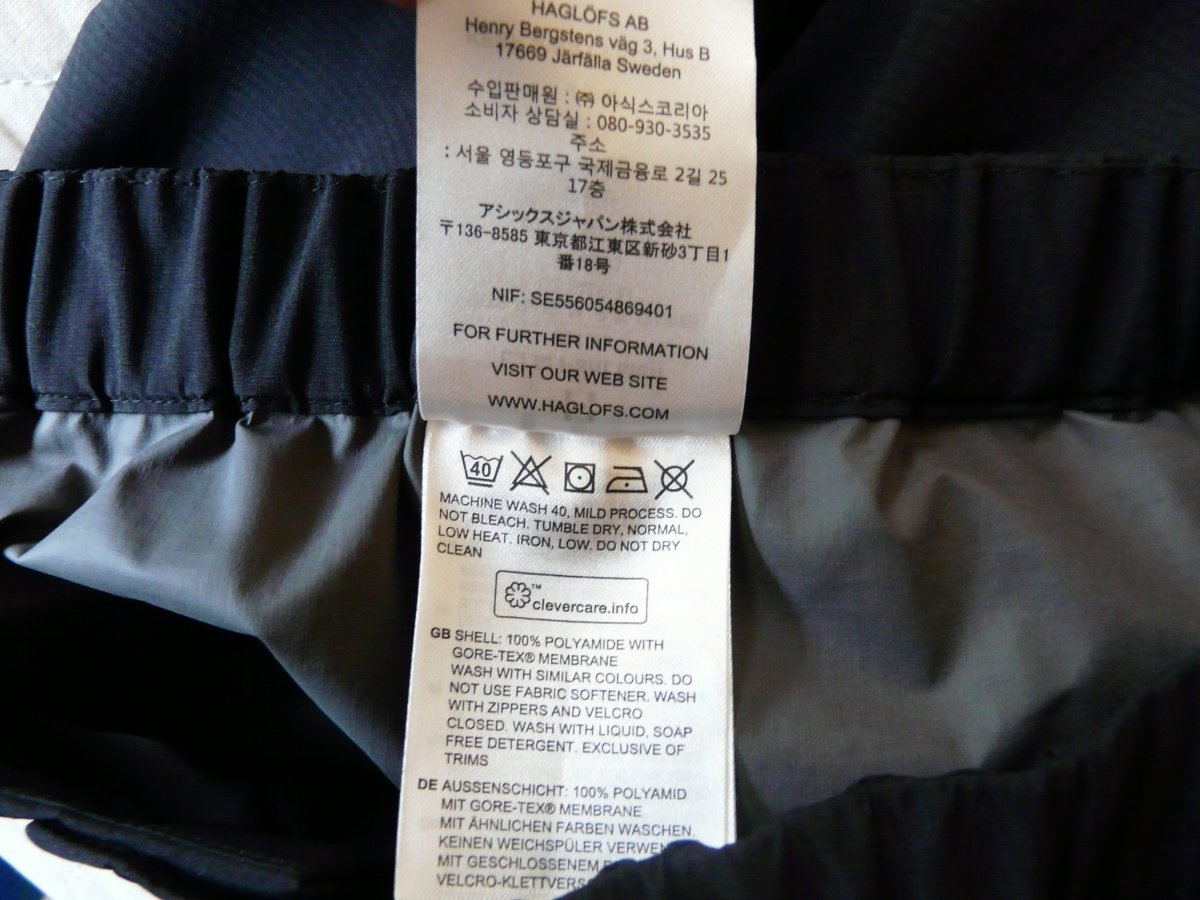 HAGLÖFS AB
Henry Bergstens väg 3, Hus B
17669 Järfälla Sweden
수입판매원 : ㈜ 아식스코리아
소비자 상담실 : 080-930-3535
주소
: 서울 영등포구 국제금융로 2길 25
17층
アシックスジャパン株式会社
〒136-8585 東京都江東区新砂3丁目1
番18号
NIF: SE556054869401
FOR FURTHER INFORMATION
VISIT OUR WEB SITE
WWW.HAGLOFS.COM
40
MACHINE WASH 40, MILD PROCESS. DO
NOT BLEACH. TUMBLE DRY, NORMAL,
LOW HEAT. IRON, LOW. DO NOT DRY
CLEAN
™
clevercare.info
GB SHELL: 100% POLYAMIDE WITH
GORE-TEX® MEMBRANE
WASH WITH SIMILAR COLOURS. DO
NOT USE FABRIC SOFTENER. WASH
WITH ZIPPERS AND VELCRO
CLOSED. WASH WITH LIQUID, SOAP
FREE DETERGENT. EXCLUSIVE OF
TRIMS
DE AUSSENSCHICHT: 100% POLYAMID
MIT GORE-TEX® MEMBRANE
MIT ÄHNLICHEN FARBEN WASCHEN.
KEINEN WEICHSPÜLER
MIT GESCHLOSSENEM